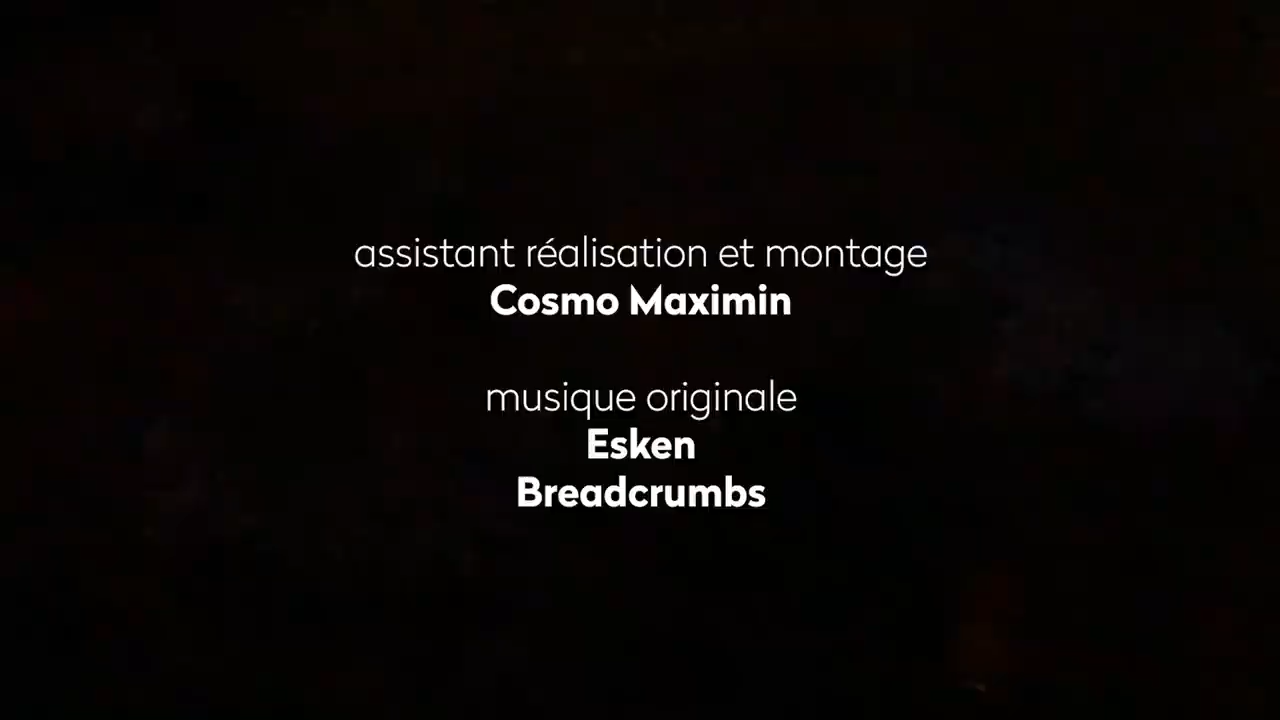 assistant réalisation et montage
Cosmo Maximin
musique originale
Esken
Breadcrumbs